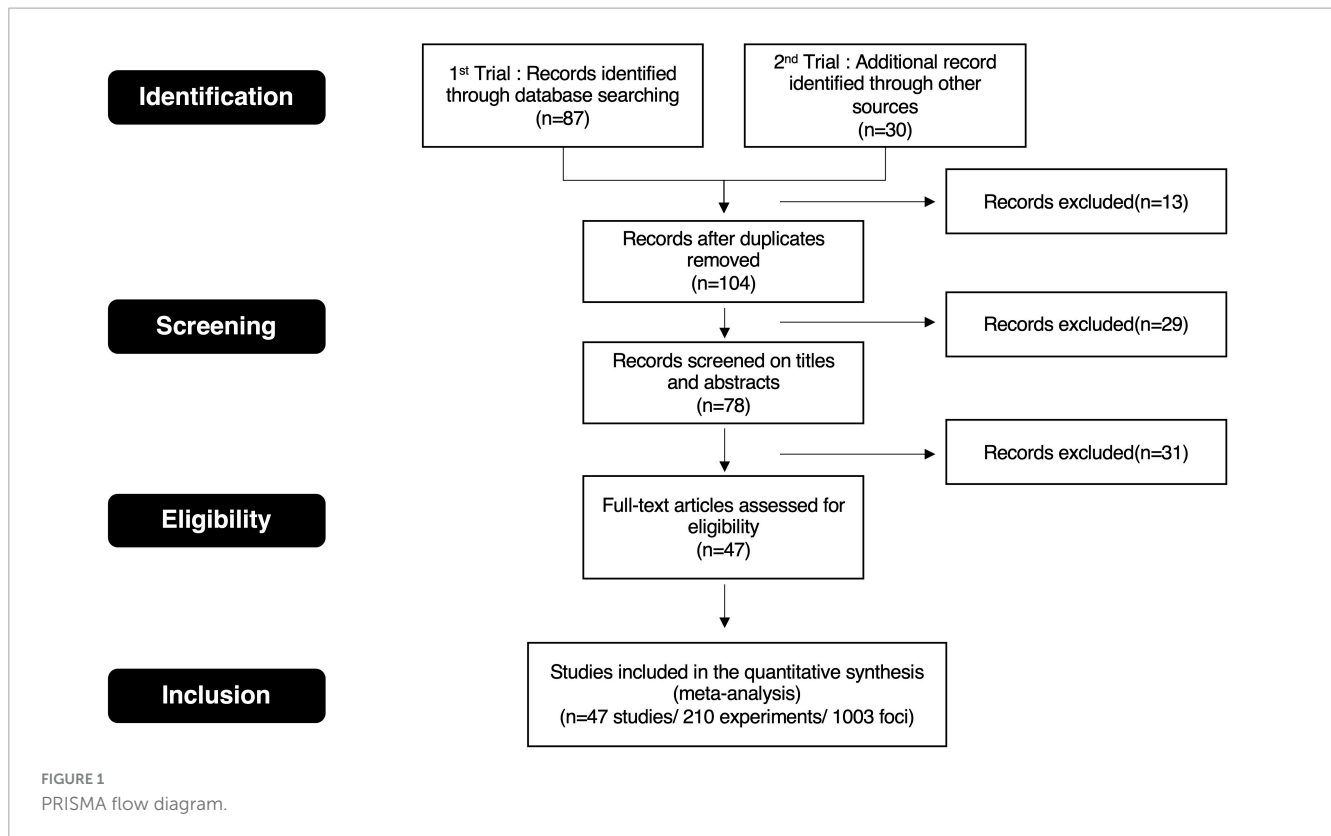 Identification
1st Trial : Records identified
through database searching
(n=87)
2nd Trial : Additional record
identified through other
sources
(n=30)
Records excluded(n=13)
Records after duplicates
removed
(n=104)
Screening
Records excluded(n=29)
Records screened on titles
and abstracts
(n=78)
Records excluded(n=31)
Eligibility
Full-text articles assessed for
eligibility
(n=47)
Inclusion
Studies included in the quantitative synthesis
(meta-analysis)
(n=47 studies/ 210 experiments/ 1003 foci)
FIGURE 1
PRISMA flow diagram.